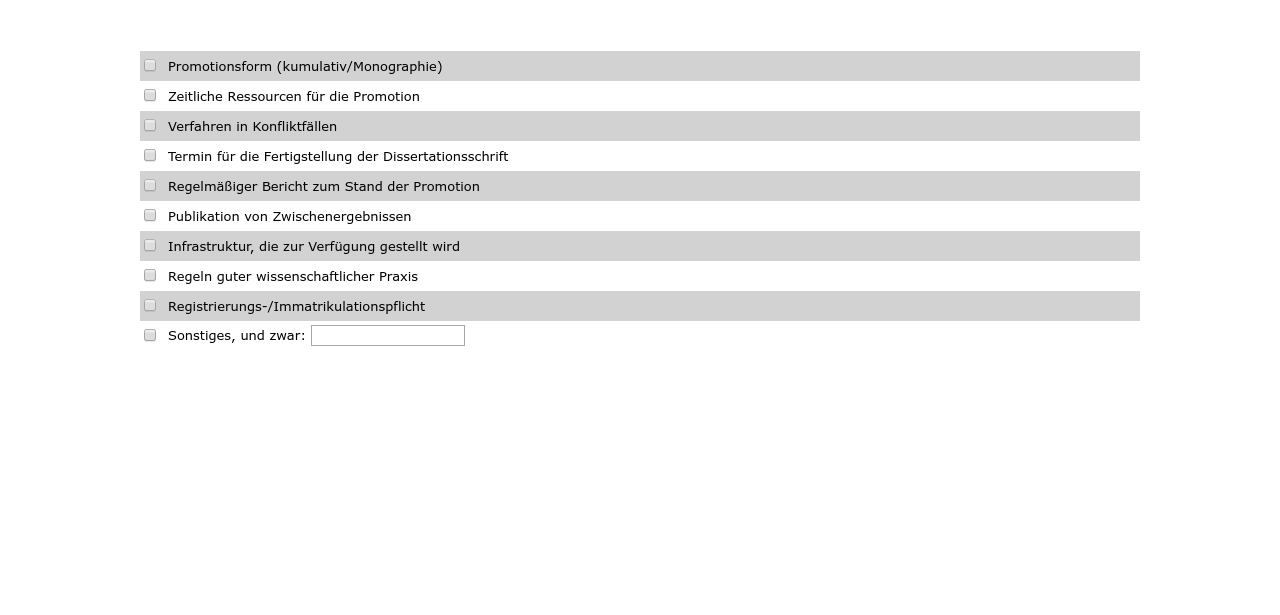 Promotionsform (kumulativ/Monographie)
Zeitliche Ressourcen für die Promotion
Verfahren in Konfliktfällen
Termin für die Fertigstellung der Dissertationsschrift
Regelmäßiger Bericht zum Stand der Promotion
Publikation von Zwischenergebnissen
Infrastruktur, die zur Verfügung gestellt wird
Regeln guter wissenschaftlicher Praxis
Registrierungs-/Immatrikulationspflicht
Sonstiges, und zwar: